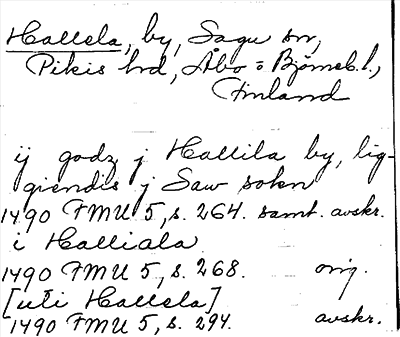 Hallela, by, Sagu sn,
Pikis hd, Åbo o Björneb. l.,
Finland
ij godz j Hallila by, lig-
giendis j Saw sokn
1490 FMU 5, s. 264. samt. avskr.
i Halliala
1490 FMU 5, s. 268. orig.
[uti Hallela]
1490 FMU 5, s. 294. avskr.